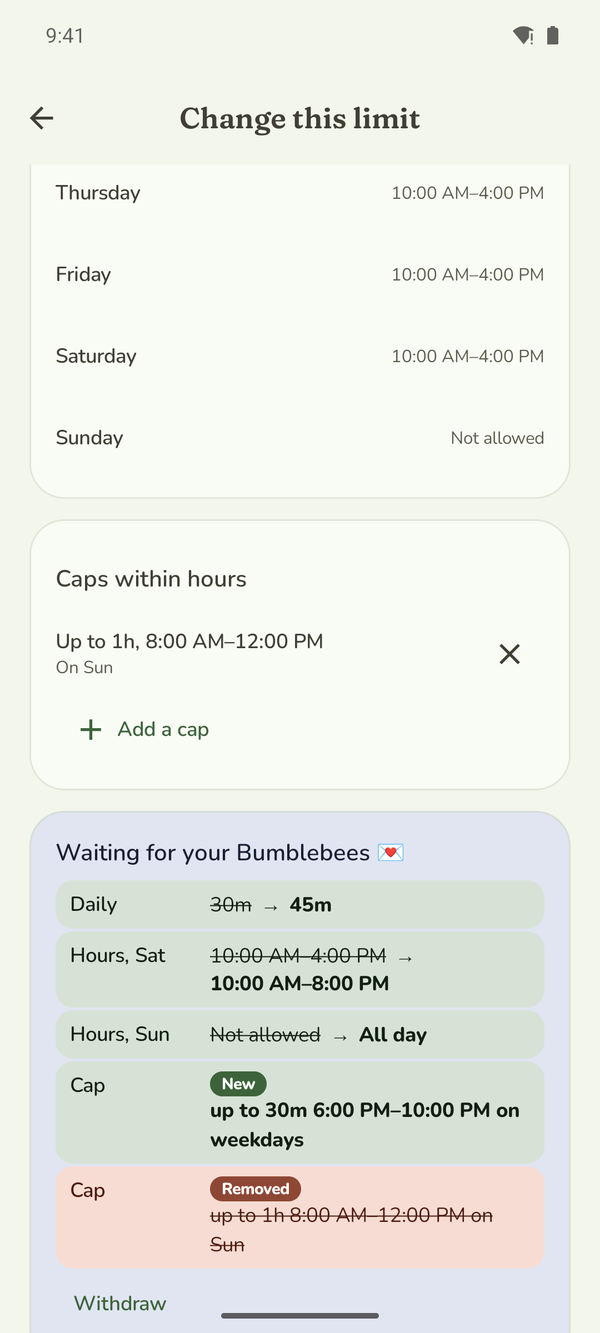 9:41
Change this limit
Thursday 10:00 AM–4:00 PM
Friday 10:00 AM–4:00 PM
Saturday 10:00 AM–4:00 PM
Sunday Not allowed
Caps within hours
Up to 1h, 8:00 AM–12:00 PM
On Sun
Add a cap
Waiting for your Bumblebees 💌
Daily 30m → 45m
Hours, Sat 10:00 AM–4:00 PM →
10:00 AM–8:00 PM
Hours, Sun Not allowed → All day
Cap New
up to 30m 6:00 PM–10:00 PM on
weekdays
Cap Removed
up to 1h 8:00 AM–12:00 PM on
Sun
Withdraw